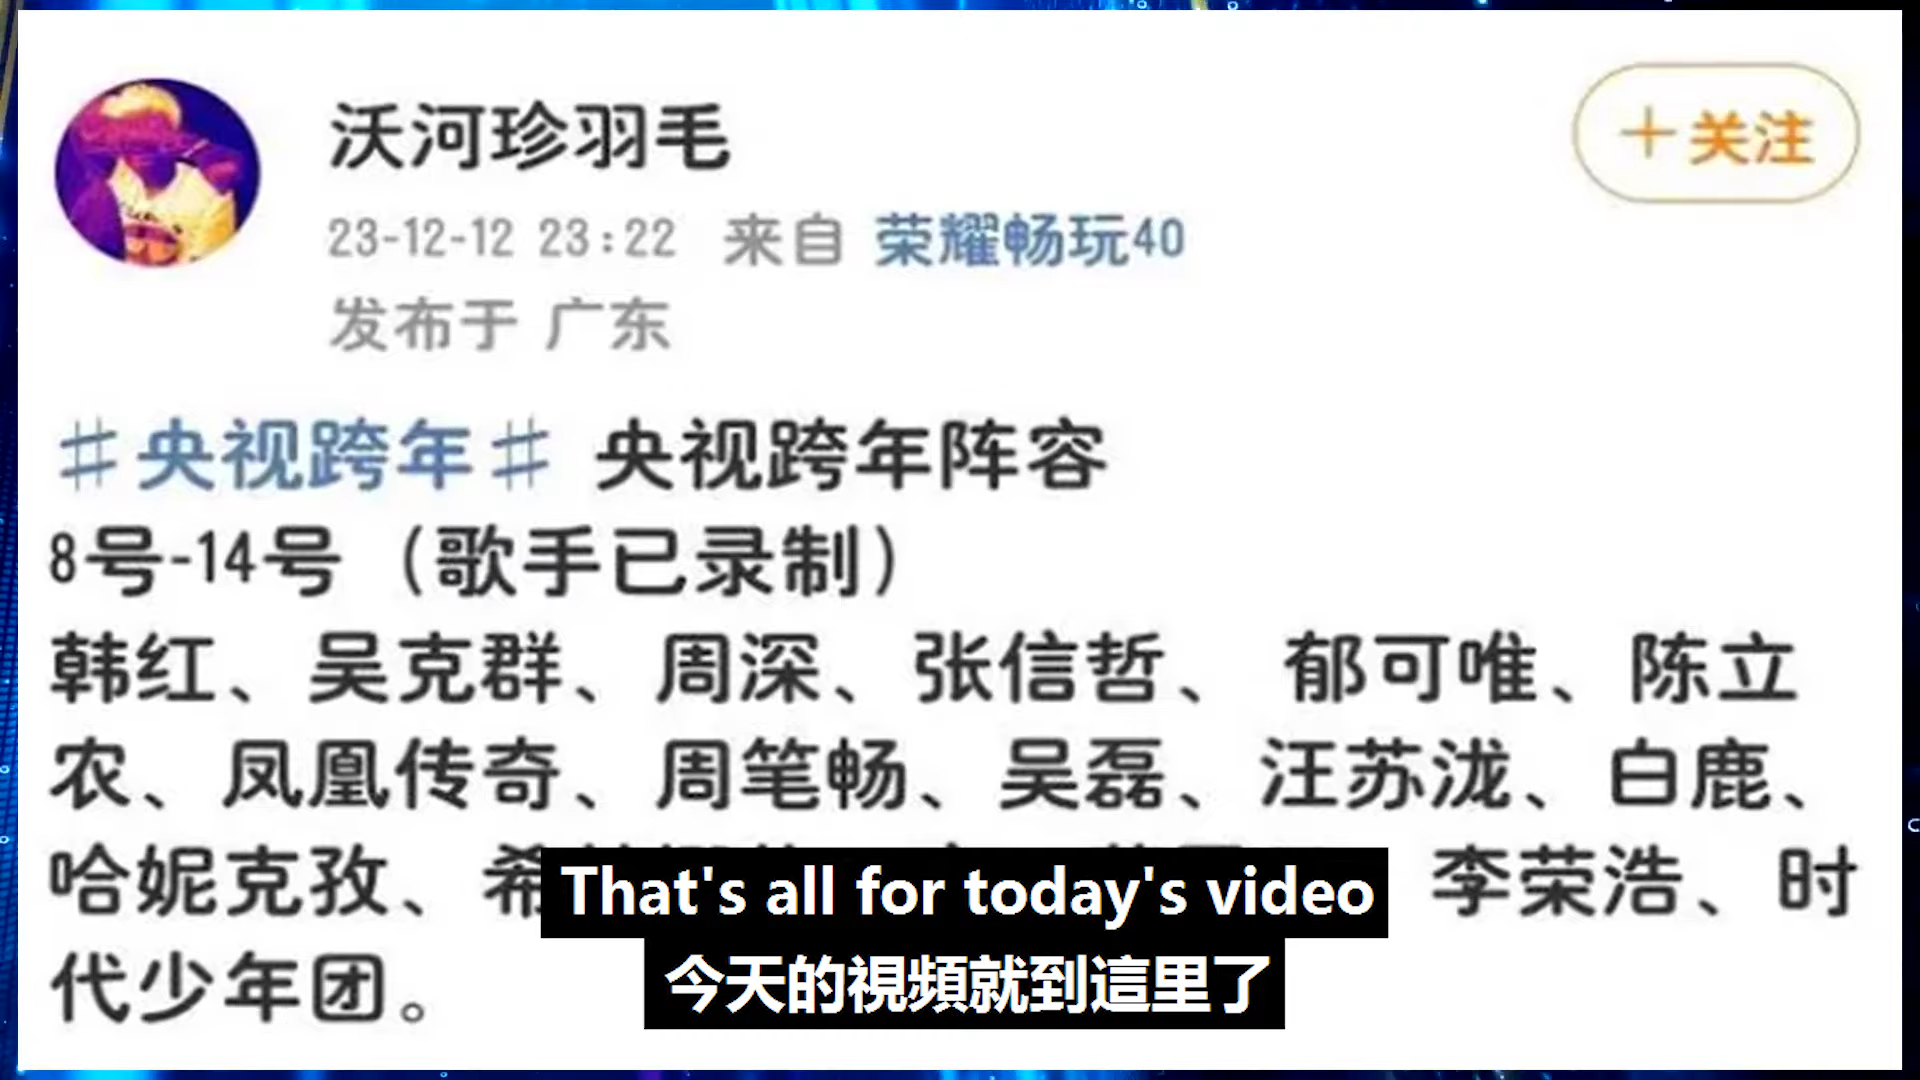 沃河珍羽毛
+关注
23-12-12 23:22 来自 荣耀畅玩40
发布于 广东
#央视跨年# 央视跨年阵容
8号-14号（歌手已录制）
韩红、吴克群、周深、张信哲、 郁可唯、陈立
农、凤凰传奇、周笔畅、吴磊、汪苏泷、白鹿、
哈妮克孜、希 李荣浩、时
代少年团。
That's all for today's video
今天的視頻就到這里了